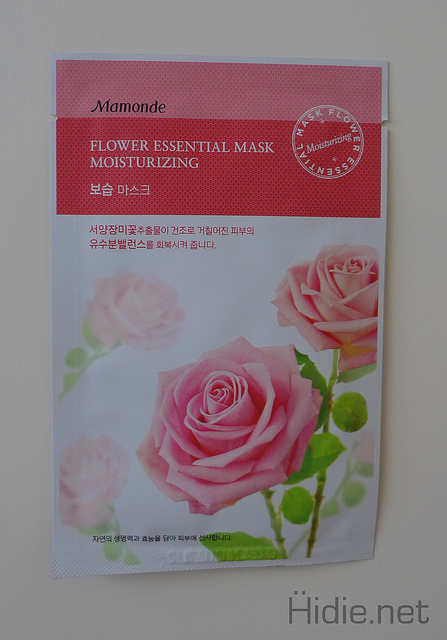 Mamonde
FLOWER ESSENTIAL MASK
MOISTURIZING
보습 마스크
MASK FLOWER ESSENTIAL
Moisturizing
서양장미꽃추출물이 건조로 거칠어진 피부의
유수분밸런스를 회복시켜 줍니다.
자연의 생명력과 효능을 담아 피부에 선사합니다.
Hidie.net